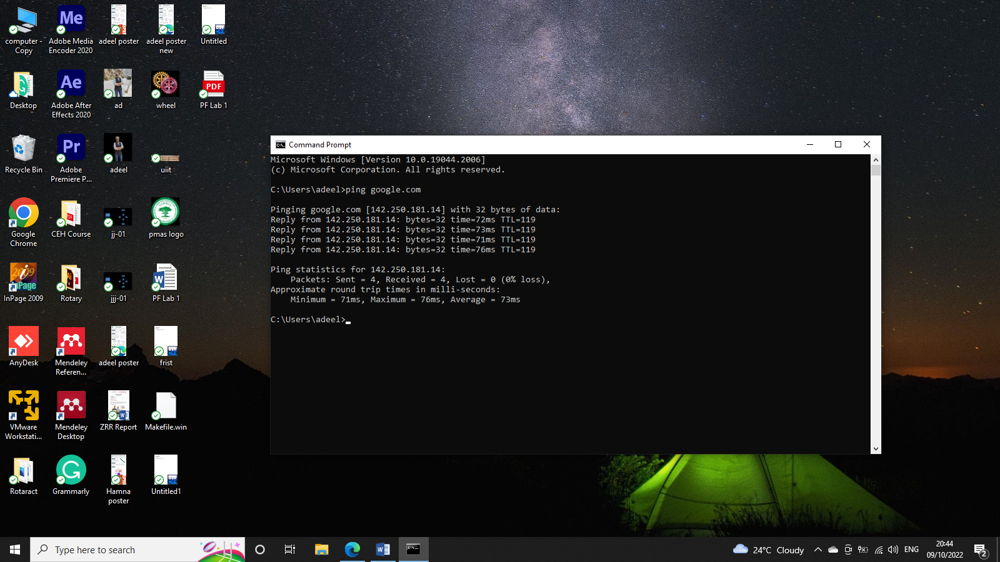 computer -
Copy
Me
Adobe Media
Encoder 2020
adeel poster
adeel poster
new
DEV
Untitled
Desktop
Ae
Adobe After
Effects 2020
ad
wheel
PDF
PF Lab 1
Recycle Bin
Pr
Adobe
Premiere P...
adeel
uiit
Google
Chrome
CEH Course
jj-01
pmas logo
2009
InPage
InPage 2009
Rotary
jjj-01
W
PF Lab 1
AnyDesk
Mendeley
Referen...
adeel poster
DEV
frist
VMware
Workstati...
Mendeley
Desktop
W
ZRR Report
Makefile.win
Rotaract
G
Grammarly
Hamna
poster
DEV
Untitled1
C:\.
Command Prompt
Microsoft Windows [Version 10.0.19044.2006]
(c) Microsoft Corporation. All rights reserved.
C:\Users\adeel>ping google.com
Pinging google.com [142.250.181.14] with 32 bytes of data:
Reply from 142.250.181.14: bytes=32 time=72ms TTL=119
Reply from 142.250.181.14: bytes=32 time=73ms TTL=119
Reply from 142.250.181.14: bytes=32 time=71ms TTL=119
Reply from 142.250.181.14: bytes=32 time=76ms TTL=119
Ping statistics for 142.250.181.14:
Packets: Sent = 4, Received = 4, Lost = 0 (0% loss),
Approximate round trip times in milli-seconds:
Minimum = 71ms, Maximum = 76ms, Average = 73ms
C:\Users\adeel>
Type here to search
W
24°C Cloudy
ENG
20:44
09/10/2022
2